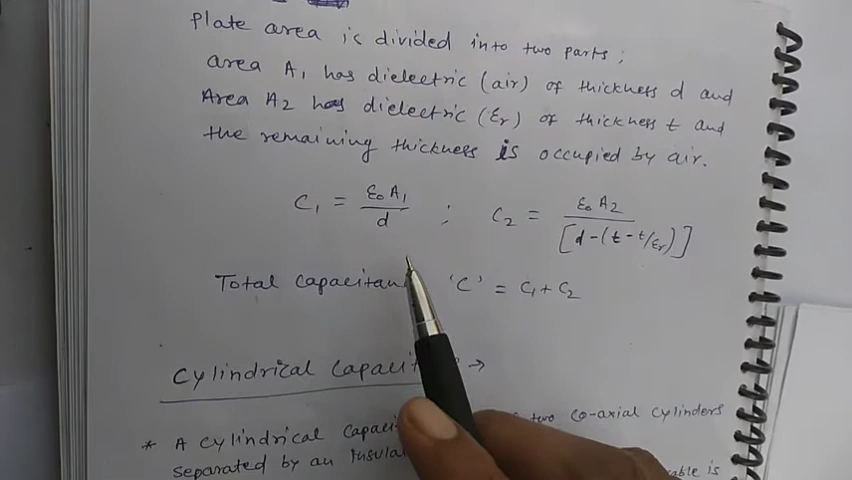 Plate area is divided into two parts;
area A₁ has dielectric (air) of thickness d and
Area A2 has dielectric (εr) of thickness t and
the remaining thickness is occupied by air.
C₁ = ε₀ A₁ / d ; C₂ = ε₀ A₂ / [d-(t-t/εr)]
Total Capacitan 'C' = C₁ + C₂
Cylindrical Capacit →
* A cylindrical capaci two co-axial cylinders
separated by an insula able is